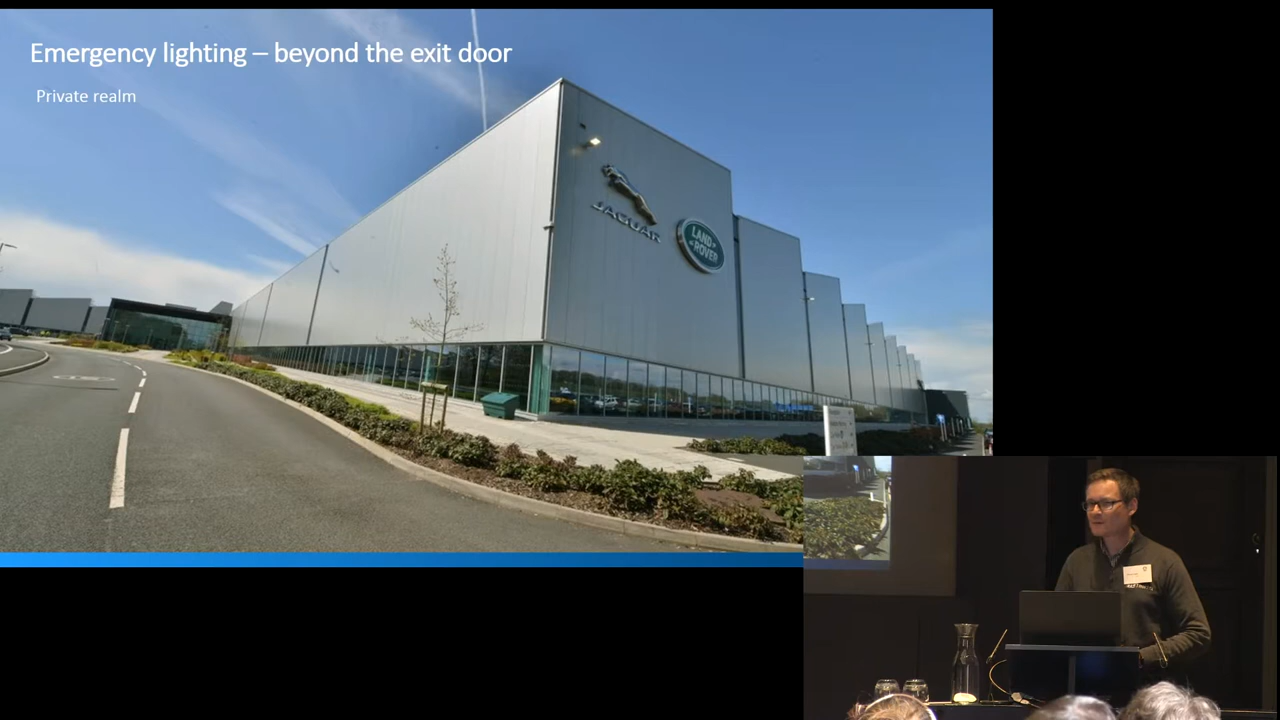 Emergency lighting – beyond the exit door
Private realm
JAGUAR
LAND
ROVER